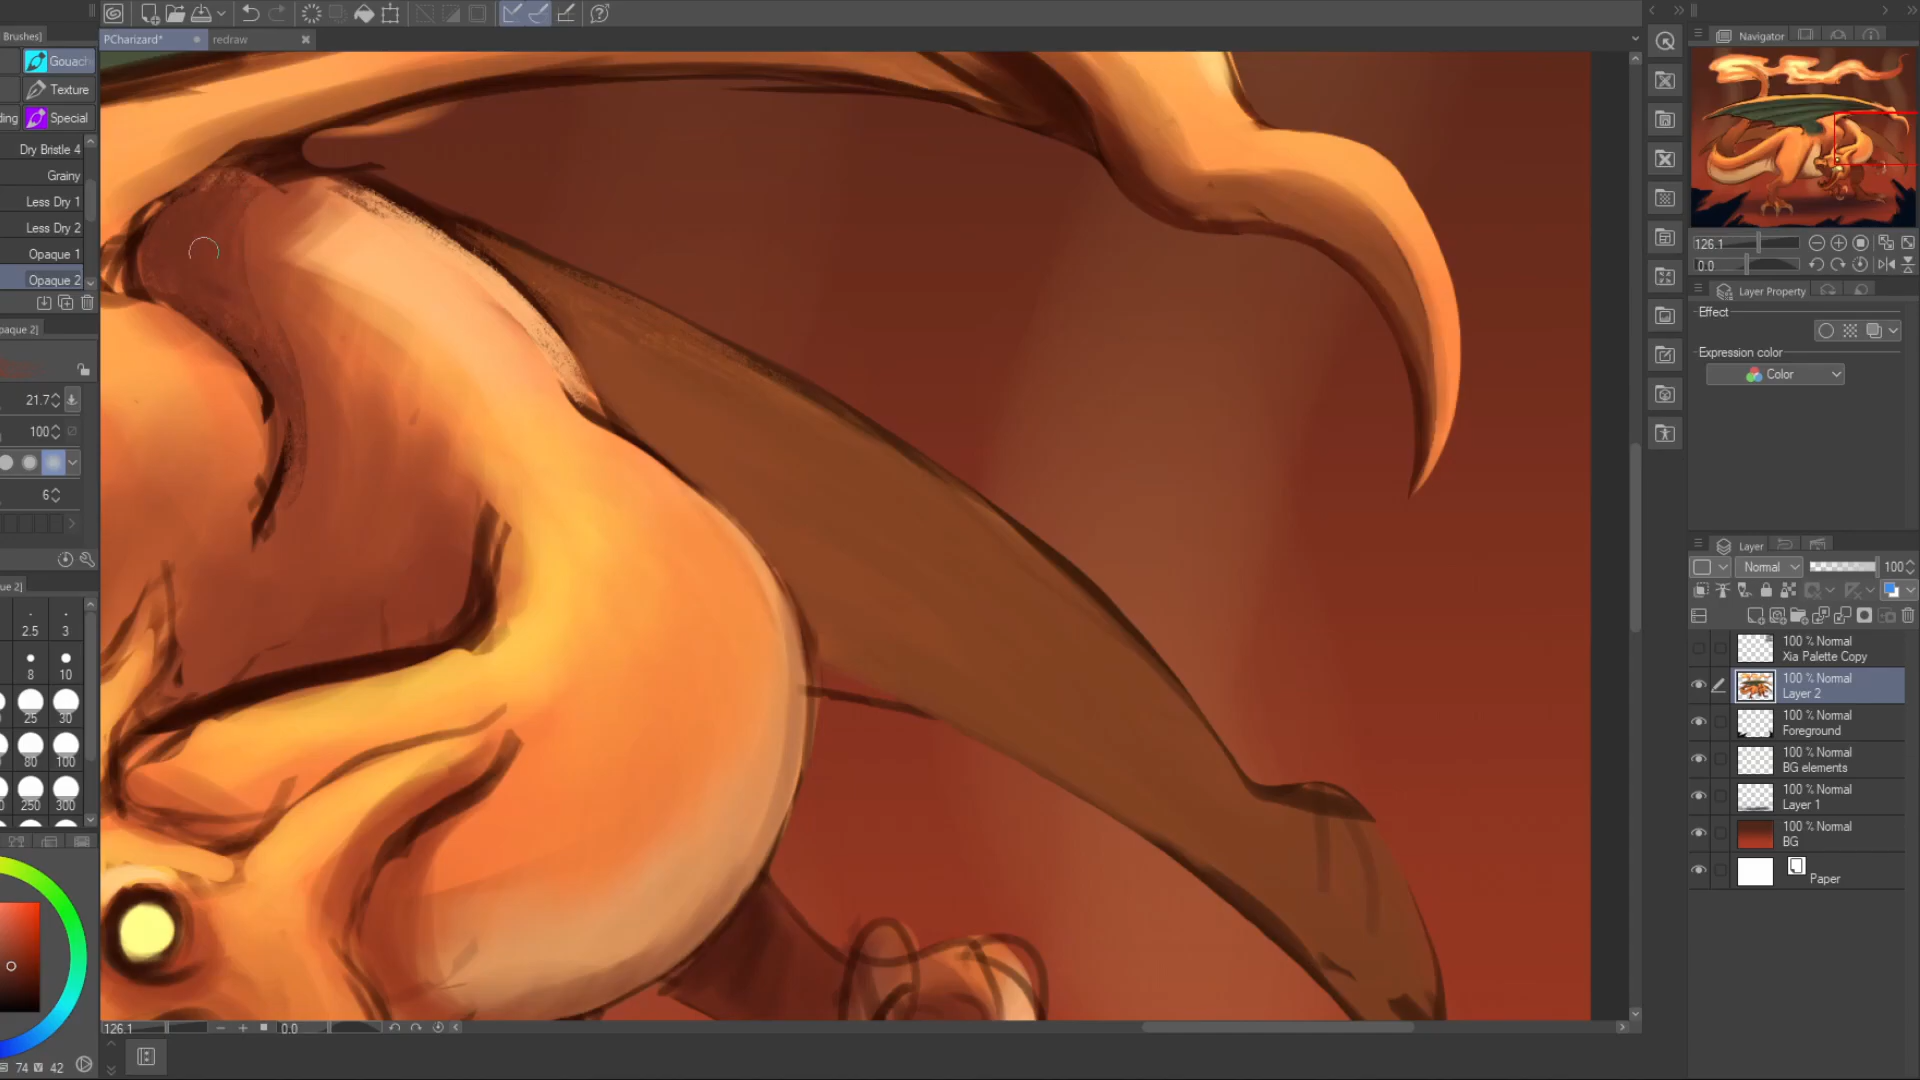 PCharizard*
redraw
Brushes]
Gouach
Texture
ding
Special
Dry Bristle 4
Grainy
Less Dry 1
Less Dry 2
Opaque 1
Opaque 2
paque 2]
21.7
100
6
ue 2]
2.5
3
8
10
25
30
80
100
250
300
74
V
42
126.1
0.0
Navigator
126.1
0.0
Layer Property
Effect
Expression color
Color
Layer
Normal
100
100 % Normal
Xia Palette Copy
100 % Normal
Layer 2
100 % Normal
Foreground
100 % Normal
BG elements
100 % Normal
Layer 1
100 % Normal
BG
Paper